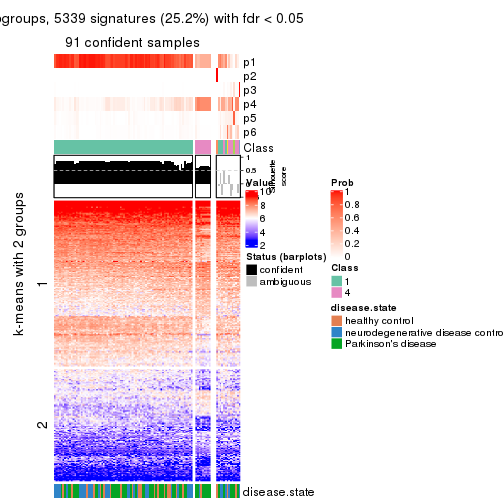 ogroups, 5339 signatures (25.2%) with fdr < 0.05
91 confident samples
p1
p2
p3
p4
p5
p6
Class
1
0.5
0
Silhouette
score
k-means with 2 groups
1
2
Value
10
8
6
4
2
Status (barplots)
confident
ambiguous
Prob
1
0.8
0.6
0.4
0.2
0
Class
1
4
disease.state
healthy control
neurodegenerative disease contro
Parkinson's disease
disease.state